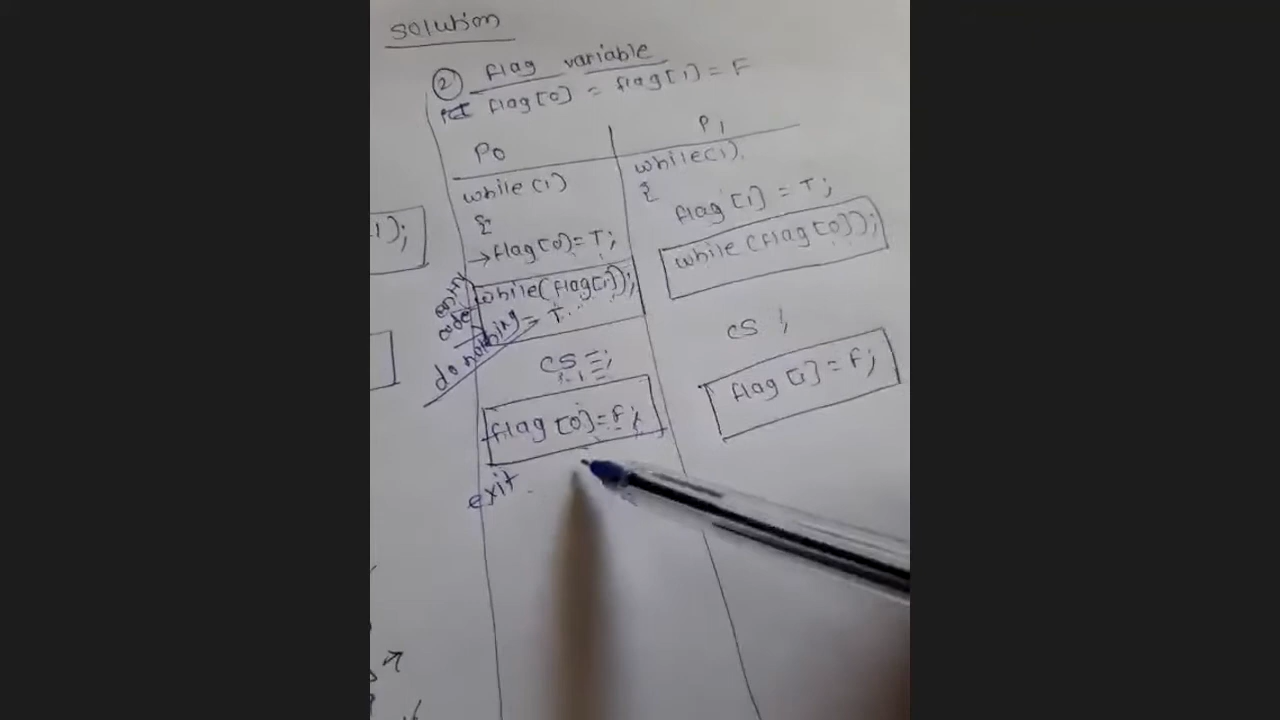 solution
② flag variable
flag[0] = flag[1] = F
P0
while(1)
{
→flag[0]=T;
while(flag[1]);
= T.
entry
code
do nothing
cs ;
flag[0]=F;
exit.
P1
while(1)
{
flag[1] = T;
while(flag[0]);
cs ;
flag[1] = F;
1);